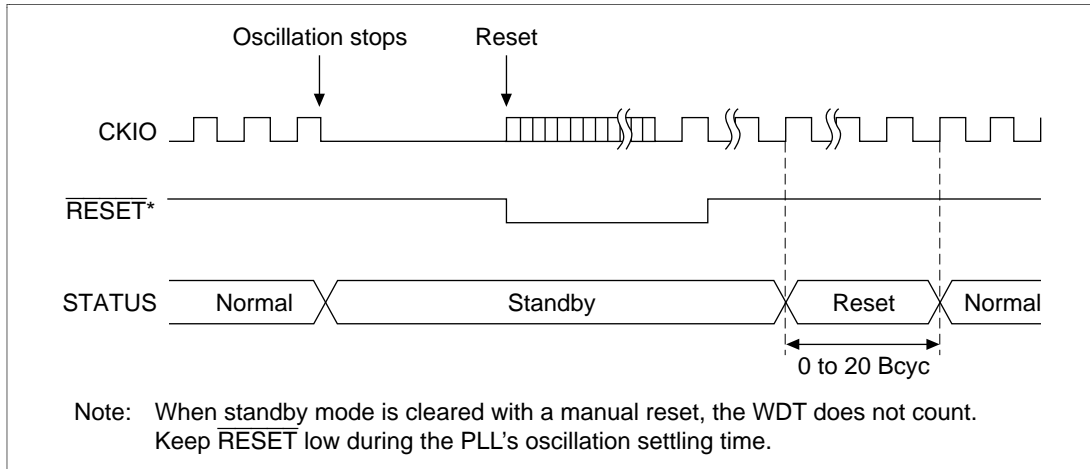 Oscillation stops Reset
CKIO
RESET*
STATUS Normal Standby Reset Normal
0 to 20 Bcyc
Note: When standby mode is cleared with a manual reset, the WDT does not count.
Keep RESET low during the PLL's oscillation settling time.